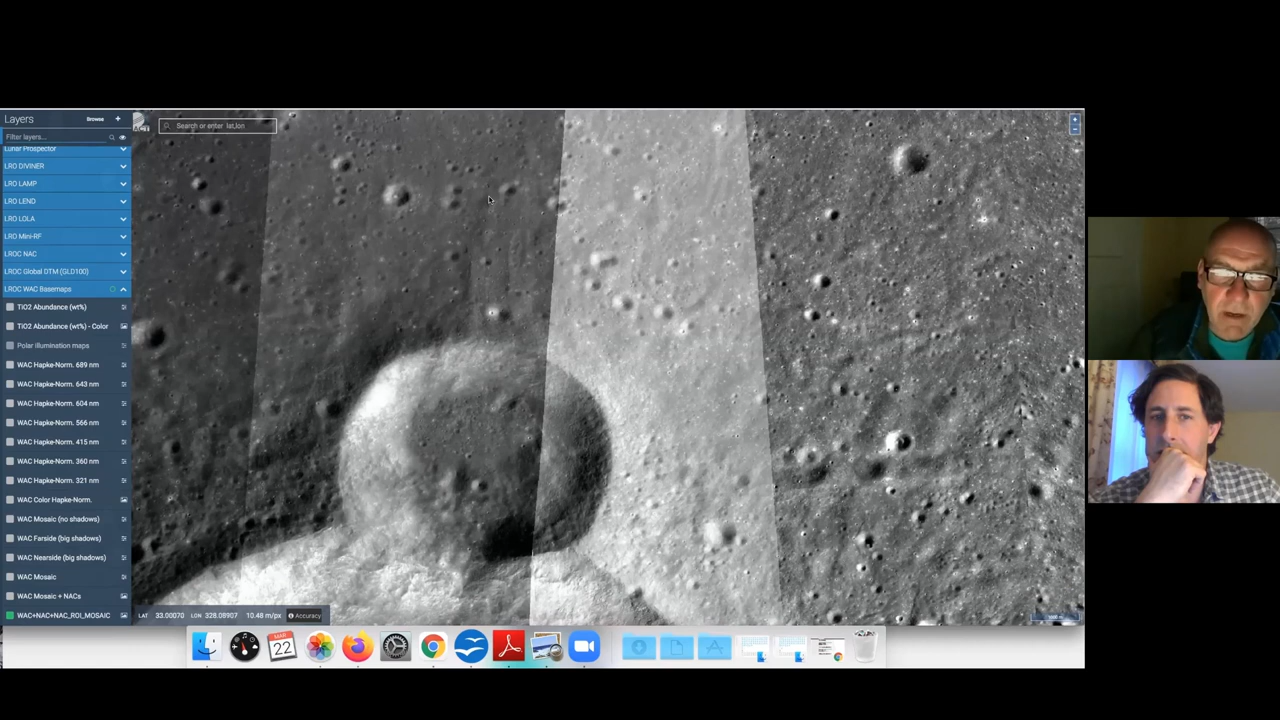 Layers
Browse
+
Filter layers...
Lunar Prospector
LRO DIVINER
LRO LAMP
LRO LEND
LRO LOLA
LRO Mini-RF
LROC NAC
LROC Global DTM (GLD100)
LROC WAC Basemaps
TiO2 Abundance (wt%)
TiO2 Abundance (wt%) - Color
Polar illumination maps
WAC Hapke-Norm. 689 nm
WAC Hapke-Norm. 643 nm
WAC Hapke-Norm. 604 nm
WAC Hapke-Norm. 566 nm
WAC Hapke-Norm. 415 nm
WAC Hapke-Norm. 360 nm
WAC Hapke-Norm. 321 nm
WAC Color Hapke-Norm.
WAC Mosaic (no shadows)
WAC Farside (big shadows)
WAC Nearside (big shadows)
WAC Mosaic
WAC Mosaic + NACs
WAC+NAC+NAC_ROI_MOSAIC
Search or enter lat,lon
+
−
LAT 33.00070 LON 328.08907 10.48 m/px Accuracy
MAR
22